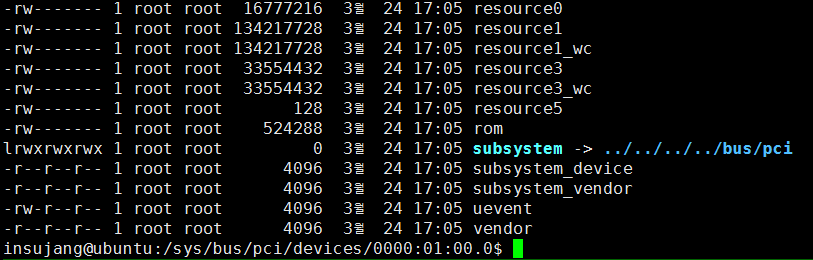 -rw------- 1 root root  16777216  3월  24 17:05 resource0
-rw------- 1 root root 134217728  3월  24 17:05 resource1
-rw------- 1 root root 134217728  3월  24 17:05 resource1_wc
-rw------- 1 root root  33554432  3월  24 17:05 resource3
-rw------- 1 root root  33554432  3월  24 17:05 resource3_wc
-rw------- 1 root root       128  3월  24 17:05 resource5
-rw------- 1 root root    524288  3월  24 17:05 rom
lrwxrwxrwx 1 root root         0  3월  24 17:05 subsystem -> ../../../../bus/pci
-r--r--r-- 1 root root      4096  3월  24 17:05 subsystem_device
-r--r--r-- 1 root root      4096  3월  24 17:05 subsystem_vendor
-rw-r--r-- 1 root root      4096  3월  24 17:05 uevent
-r--r--r-- 1 root root      4096  3월  24 17:05 vendor
insujang@ubuntu:/sys/bus/pci/devices/0000:01:00.0$